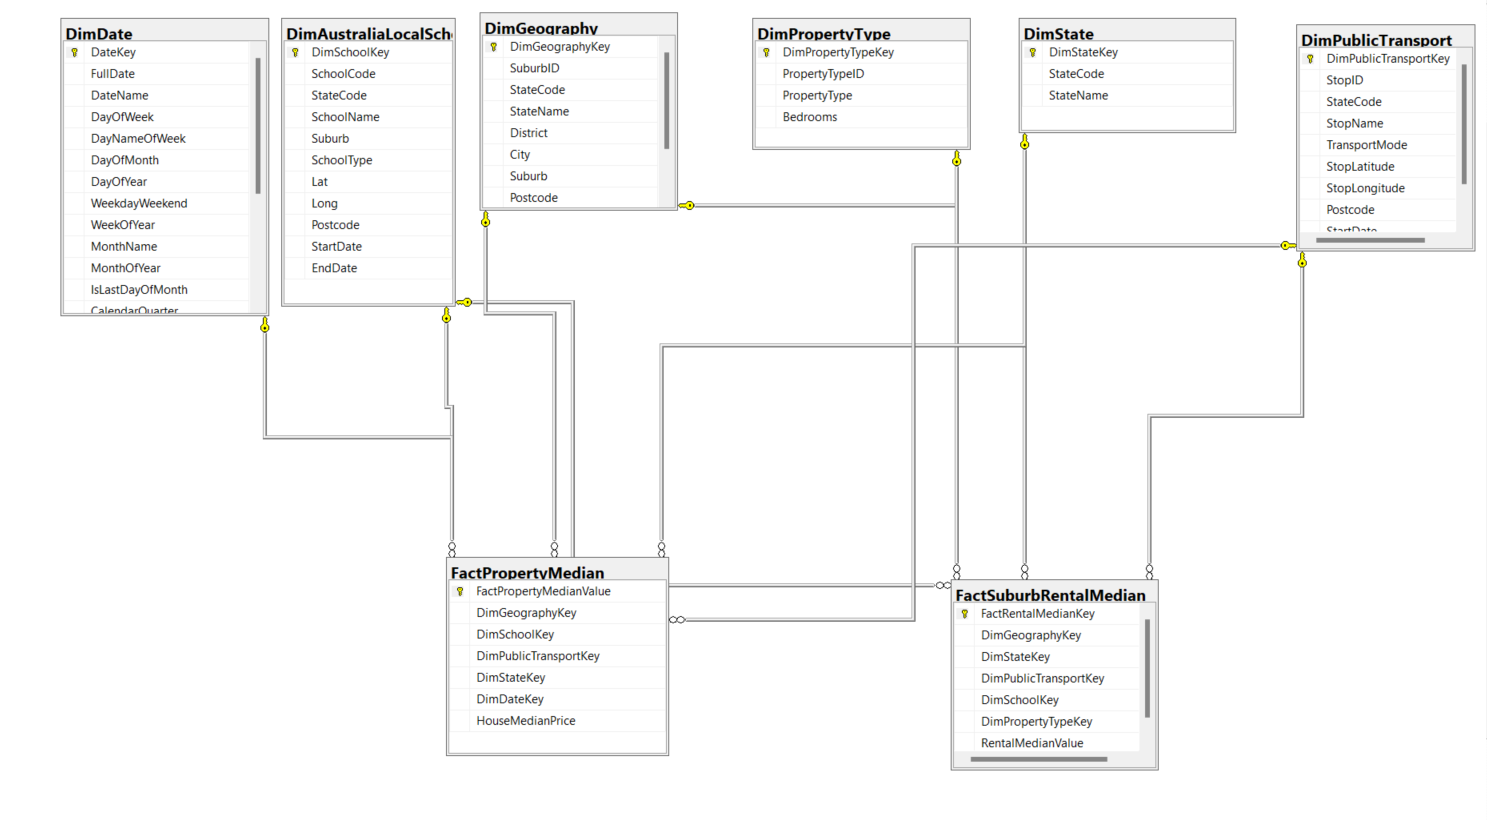 DimDate
DateKey
FullDate
DateName
DayOfWeek
DayNameOfWeek
DayOfMonth
DayOfYear
WeekdayWeekend
WeekOfYear
MonthName
MonthOfYear
IsLastDayOfMonth
CalendarQuarter
DimAustraliaLocalSch
DimSchoolKey
SchoolCode
StateCode
SchoolName
Suburb
SchoolType
Lat
Long
Postcode
StartDate
EndDate
DimGeography
DimGeographyKey
SuburbID
StateCode
StateName
District
City
Suburb
Postcode
DimPropertyType
DimPropertyTypeKey
PropertyTypeID
PropertyType
Bedrooms
DimState
DimStateKey
StateCode
StateName
DimPublicTransport
DimPublicTransportKey
StopID
StateCode
StopName
TransportMode
StopLatitude
StopLongitude
Postcode
StartDate
FactPropertyMedian
FactPropertyMedianValue
DimGeographyKey
DimSchoolKey
DimPublicTransportKey
DimStateKey
DimDateKey
HouseMedianPrice
FactSuburbRentalMedian
FactRentalMedianKey
DimGeographyKey
DimStateKey
DimPublicTransportKey
DimSchoolKey
DimPropertyTypeKey
RentalMedianValue